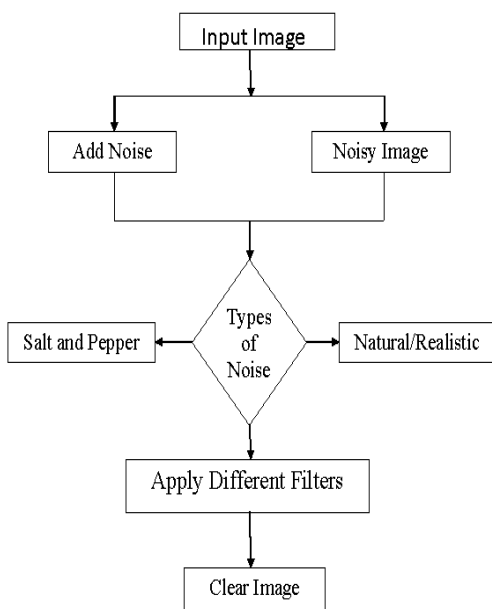 Input Image
Add Noise
Noisy Image
Types
of
Noise
Salt and Pepper
Natural/Realistic
Apply Different Filters
Clear Image